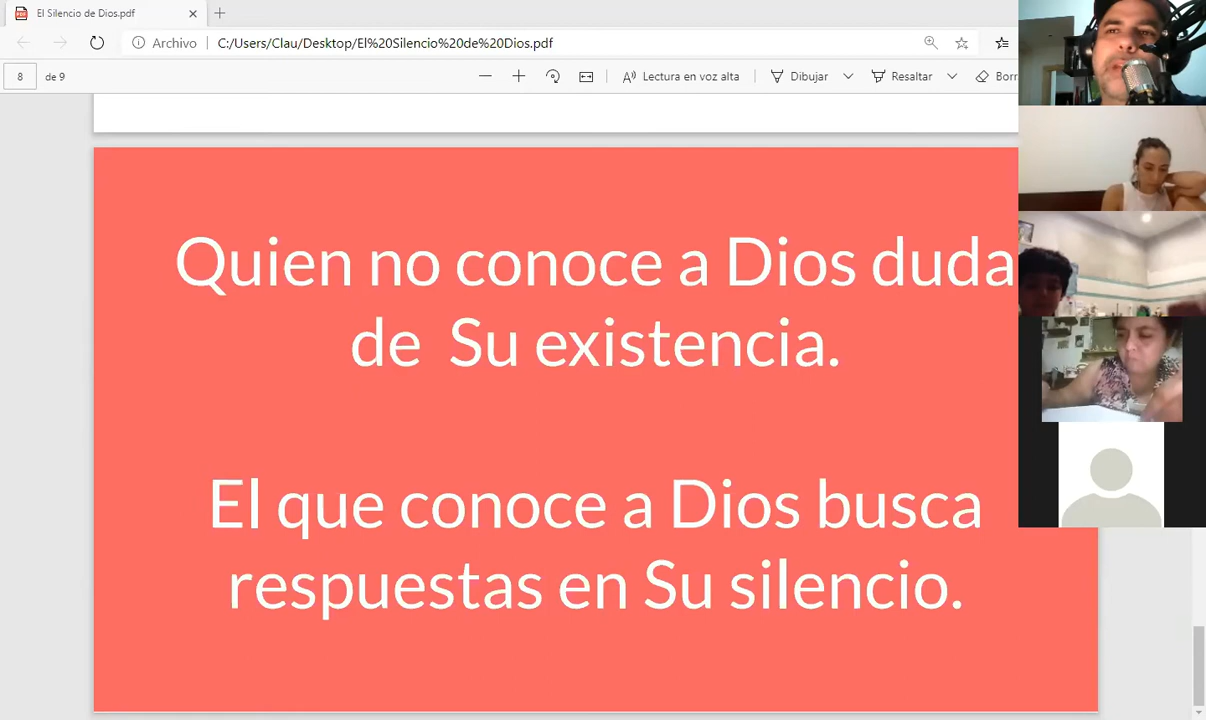 El Silencio de Dios.pdf
Archivo
C:/Users/Clau/Desktop/El%20Silencio%20de%20Dios.pdf
8
de 9
Lectura en voz alta
Dibujar
Resaltar
Borr
Quien no conoce a Dios duda
de Su existencia.
El que conoce a Dios busca
respuestas en Su silencio.